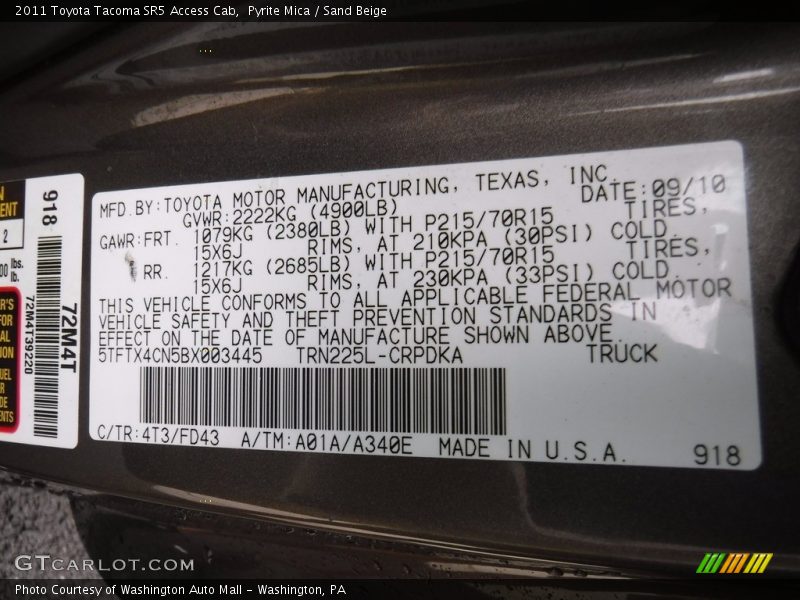 2011 Toyota Tacoma SR5 Access Cab, Pyrite Mica / Sand Beige
MFD.BY:TOYOTA MOTOR MANUFACTURING, TEXAS, INC.
DATE:09/10
GVWR:2222KG (4900LB)
GAWR:FRT. 1079KG (2380LB) WITH P215/70R15 TIRES,
15X6J RIMS, AT 210KPA (30PSI) COLD.
RR. 1217KG (2685LB) WITH P215/70R15 TIRES,
15X6J RIMS, AT 230KPA (33PSI) COLD.
THIS VEHICLE CONFORMS TO ALL APPLICABLE FEDERAL MOTOR
VEHICLE SAFETY AND THEFT PREVENTION STANDARDS IN
EFFECT ON THE DATE OF MANUFACTURE SHOWN ABOVE.
5TFTX4CN5BX003445 TRN225L-CRPDKA TRUCK
C/TR:4T3/FD43 A/TM:A01A/A340E MADE IN U.S.A. 918
918
72M4T39220
72M4T
2
lb.
GTCARLOT.COM
Photo Courtesy of Washington Auto Mall - Washington, PA